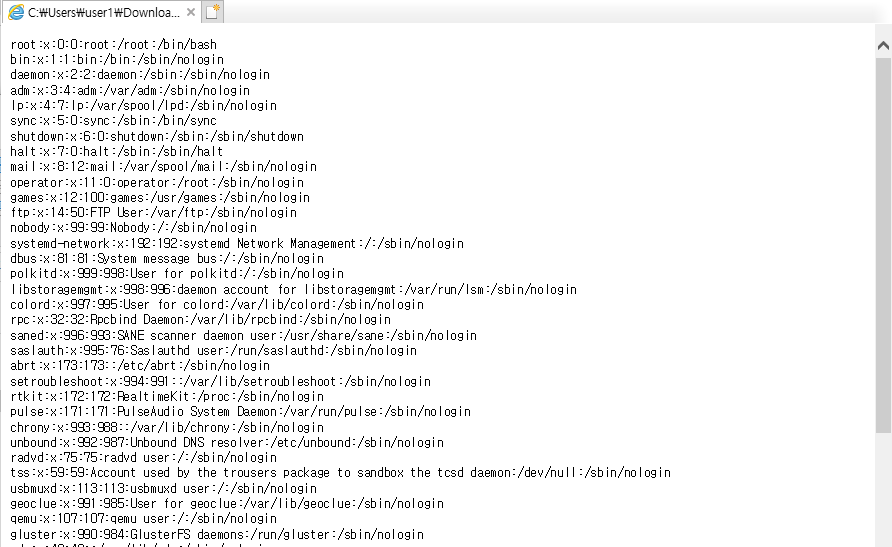 C:₩Users₩user1₩Downloa...
root:x:0:0:root:/root:/bin/bash
bin:x:1:1:bin:/bin:/sbin/nologin
daemon:x:2:2:daemon:/sbin:/sbin/nologin
adm:x:3:4:adm:/var/adm:/sbin/nologin
lp:x:4:7:lp:/var/spool/lpd:/sbin/nologin
sync:x:5:0:sync:/sbin:/bin/sync
shutdown:x:6:0:shutdown:/sbin:/sbin/shutdown
halt:x:7:0:halt:/sbin:/sbin/halt
mail:x:8:12:mail:/var/spool/mail:/sbin/nologin
operator:x:11:0:operator:/root:/sbin/nologin
games:x:12:100:games:/usr/games:/sbin/nologin
ftp:x:14:50:FTP User:/var/ftp:/sbin/nologin
nobody:x:99:99:Nobody:/:/sbin/nologin
systemd-network:x:192:192:systemd Network Management:/:/sbin/nologin
dbus:x:81:81:System message bus:/:/sbin/nologin
polkitd:x:999:998:User for polkitd:/:/sbin/nologin
libstoragemgmt:x:998:996:daemon account for libstoragemgmt:/var/run/lsm:/sbin/nologin
colord:x:997:995:User for colord:/var/lib/colord:/sbin/nologin
rpc:x:32:32:Rpcbind Daemon:/var/lib/rpcbind:/sbin/nologin
saned:x:996:993:SANE scanner daemon user:/usr/share/sane:/sbin/nologin
saslauth:x:995:76:Saslauthd user:/run/saslauthd:/sbin/nologin
abrt:x:173:173::/etc/abrt:/sbin/nologin
setroubleshoot:x:994:991::/var/lib/setroubleshoot:/sbin/nologin
rtkit:x:172:172:RealtimeKit:/proc:/sbin/nologin
pulse:x:171:171:PulseAudio System Daemon:/var/run/pulse:/sbin/nologin
chrony:x:993:988::/var/lib/chrony:/sbin/nologin
unbound:x:992:987:Unbound DNS resolver:/etc/unbound:/sbin/nologin
radvd:x:75:75:radvd user:/:/sbin/nologin
tss:x:59:59:Account used by the trousers package to sandbox the tcsd daemon:/dev/null:/sbin/nologin
usbmuxd:x:113:113:usbmuxd user:/:/sbin/nologin
geoclue:x:991:985:User for geoclue:/var/lib/geoclue:/sbin/nologin
qemu:x:107:107:qemu user:/:/sbin/nologin
gluster:x:990:984:GlusterFS daemons:/run/gluster:/sbin/nologin